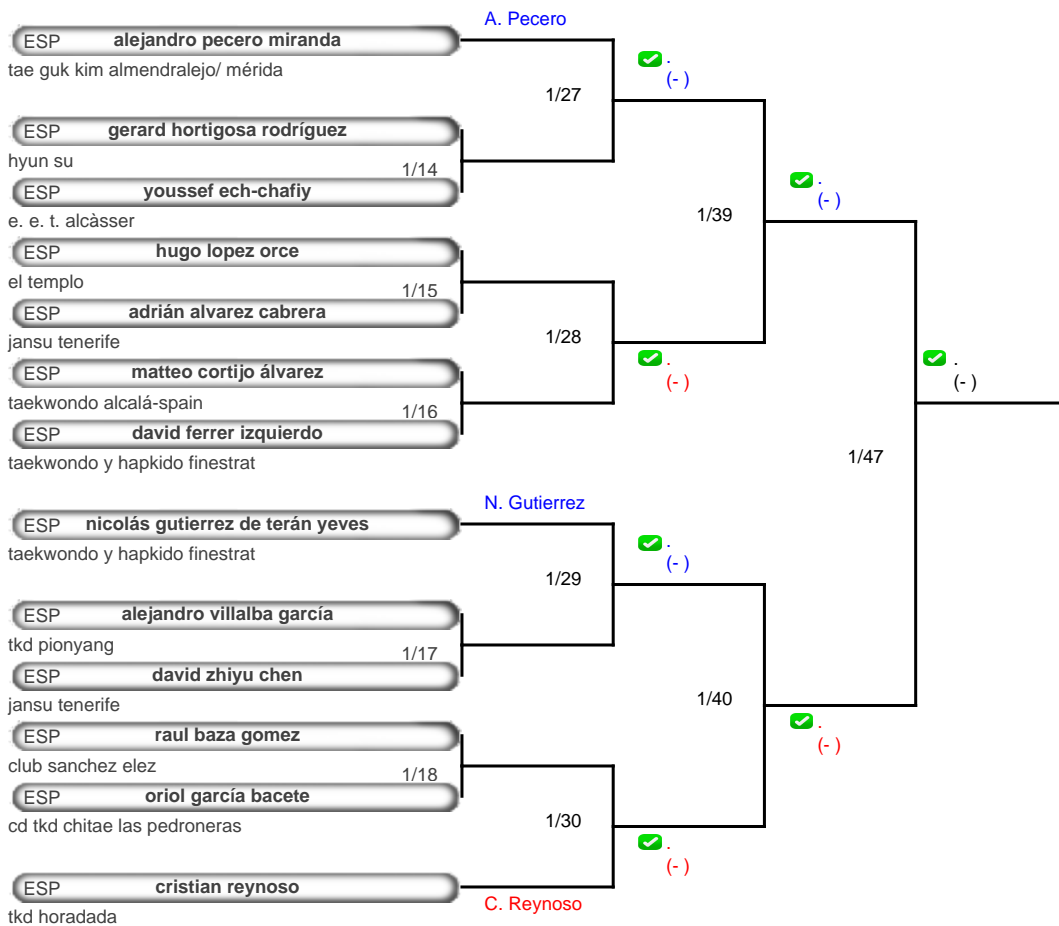 A. Pecero
ESP alejandro pecero miranda
tae guk kim almendralejo/ mérida
.
(- )
1/27
ESP gerard hortigosa rodríguez
hyun su
1/14
ESP youssef ech-chafiy
e. e. t. alcàsser
.
(- )
1/39
ESP hugo lopez orce
el templo
1/15
ESP adrián alvarez cabrera
jansu tenerife
1/28
.
(- )
ESP matteo cortijo álvarez
taekwondo alcalá-spain
1/16
ESP david ferrer izquierdo
taekwondo y hapkido finestrat
.
(- )
1/47
N. Gutierrez
ESP nicolás gutierrez de terán yeves
taekwondo y hapkido finestrat
.
(- )
1/29
ESP alejandro villalba garcía
tkd pionyang
1/17
ESP david zhiyu chen
jansu tenerife
1/40
.
(- )
ESP raul baza gomez
club sanchez elez
1/18
ESP oriol garcía bacete
cd tkd chitae las pedroneras
1/30
.
(- )
ESP cristian reynoso
C. Reynoso
tkd horadada